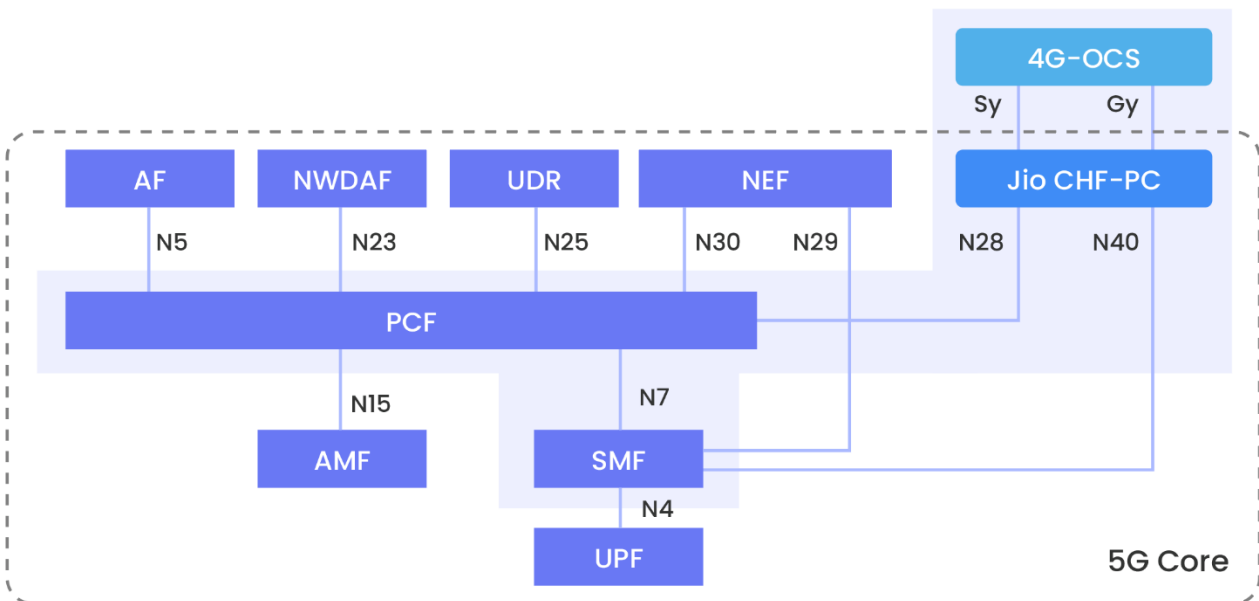 4G-OCS
Sy Gy
AF NWDAF UDR NEF Jio CHF-PC
N5 N23 N25 N30 N29 N28 N40
PCF
N15 N7
AMF SMF
N4
UPF
5G Core